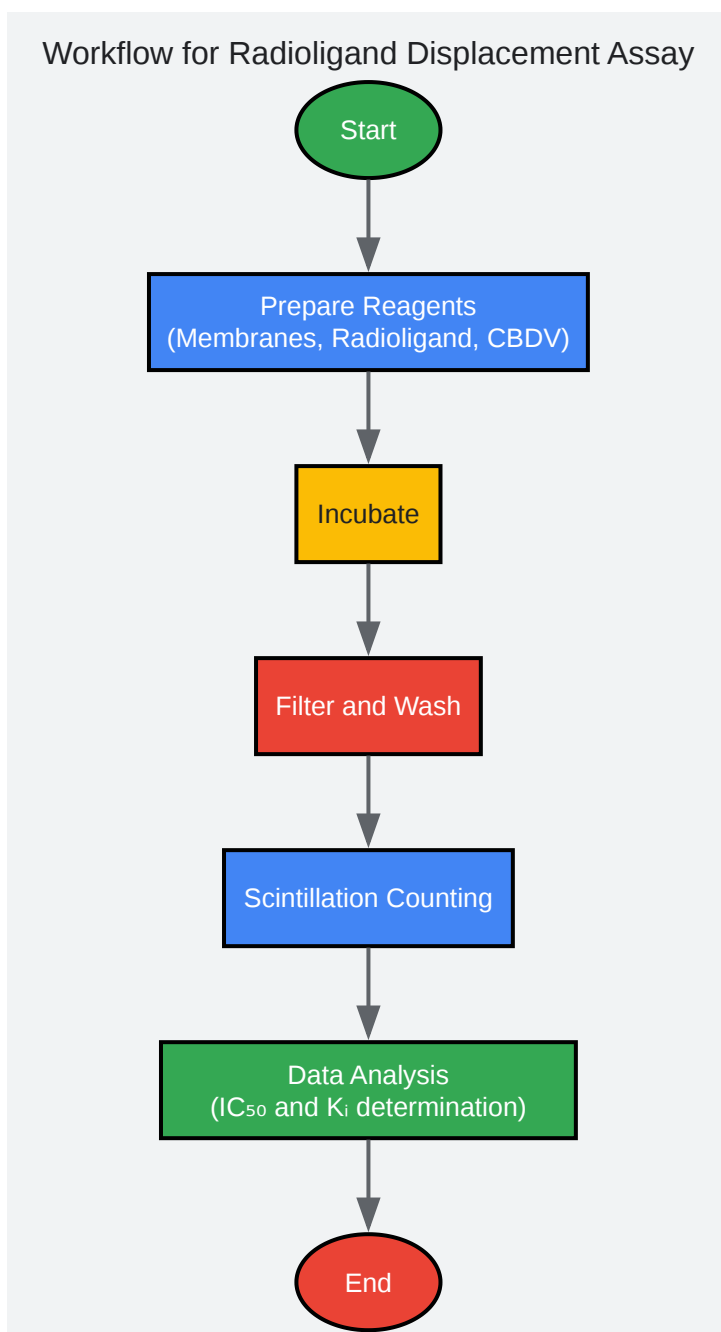 Workflow for Radioligand Displacement Assay
Start
Prepare Reagents
(Membranes, Radioligand, CBDV)
Incubate
Filter and Wash
Scintillation Counting
Data Analysis
(IC₅₀ and Kᵢ determination)
End